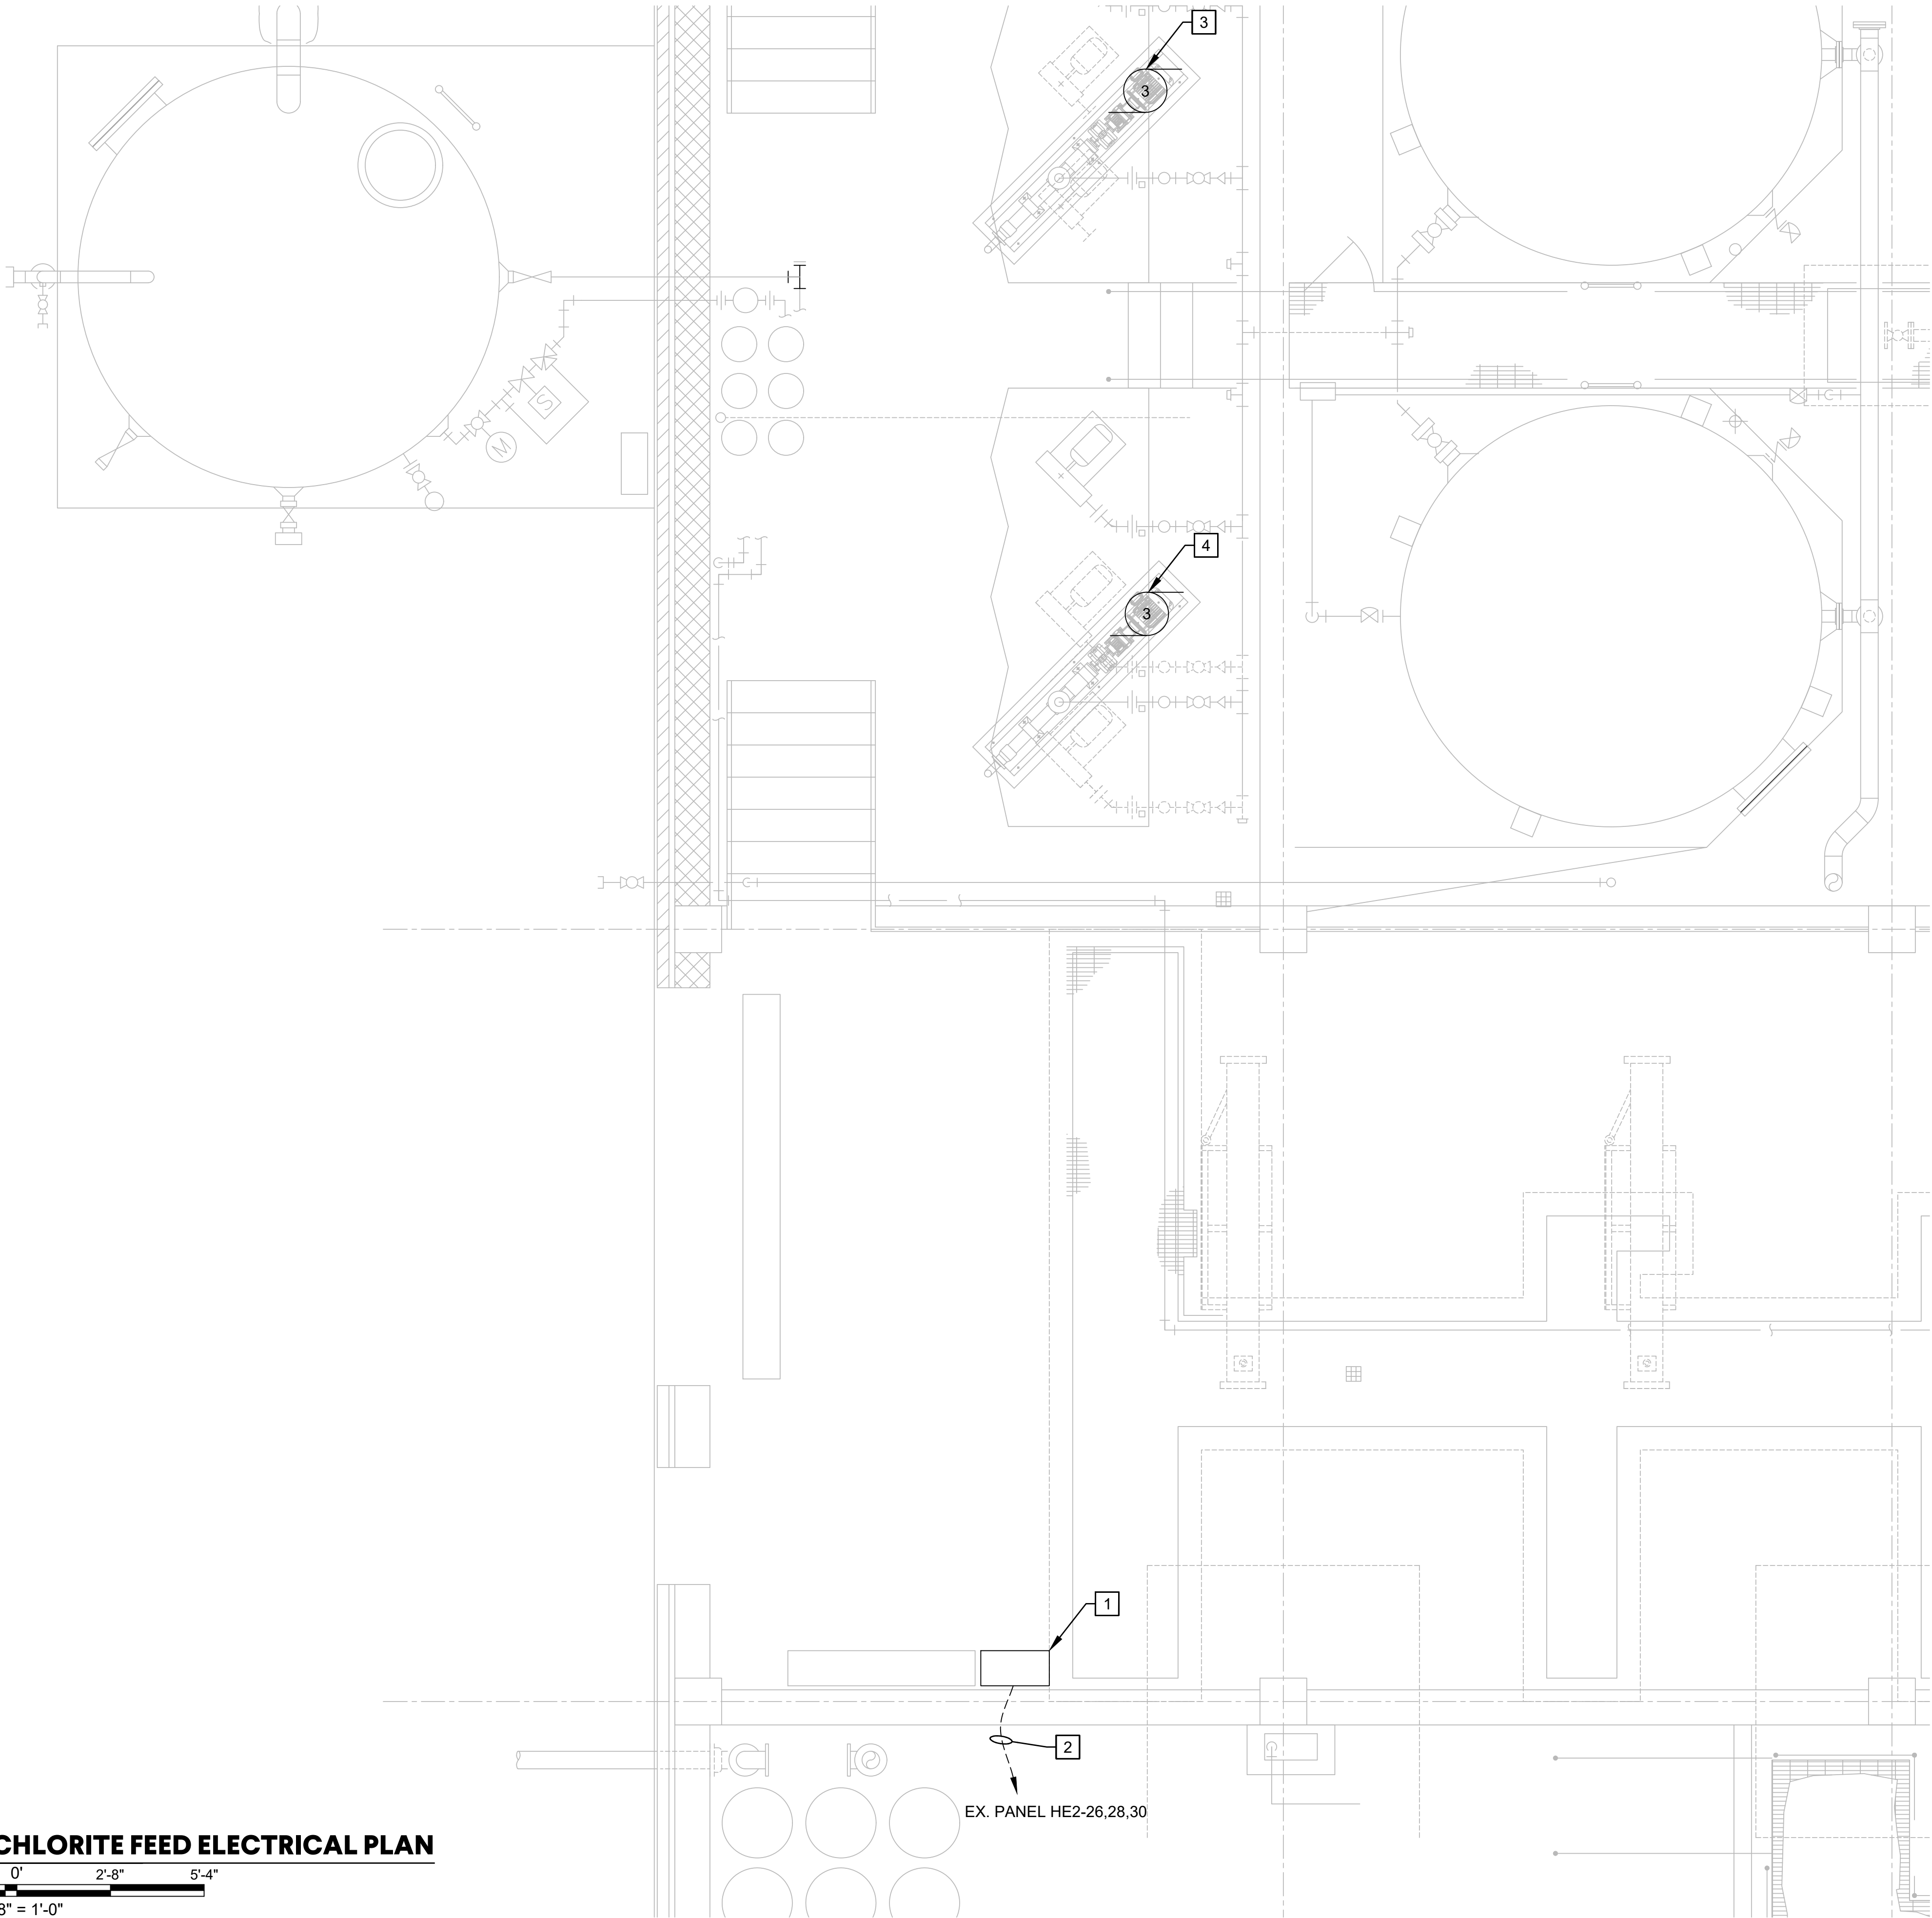 3
3
S
M
4
3
1
2
EX. PANEL HE2-26,28,30
CHLORITE FEED ELECTRICAL PLAN
0' 2'-8" 5'-4"
8" = 1'-0"